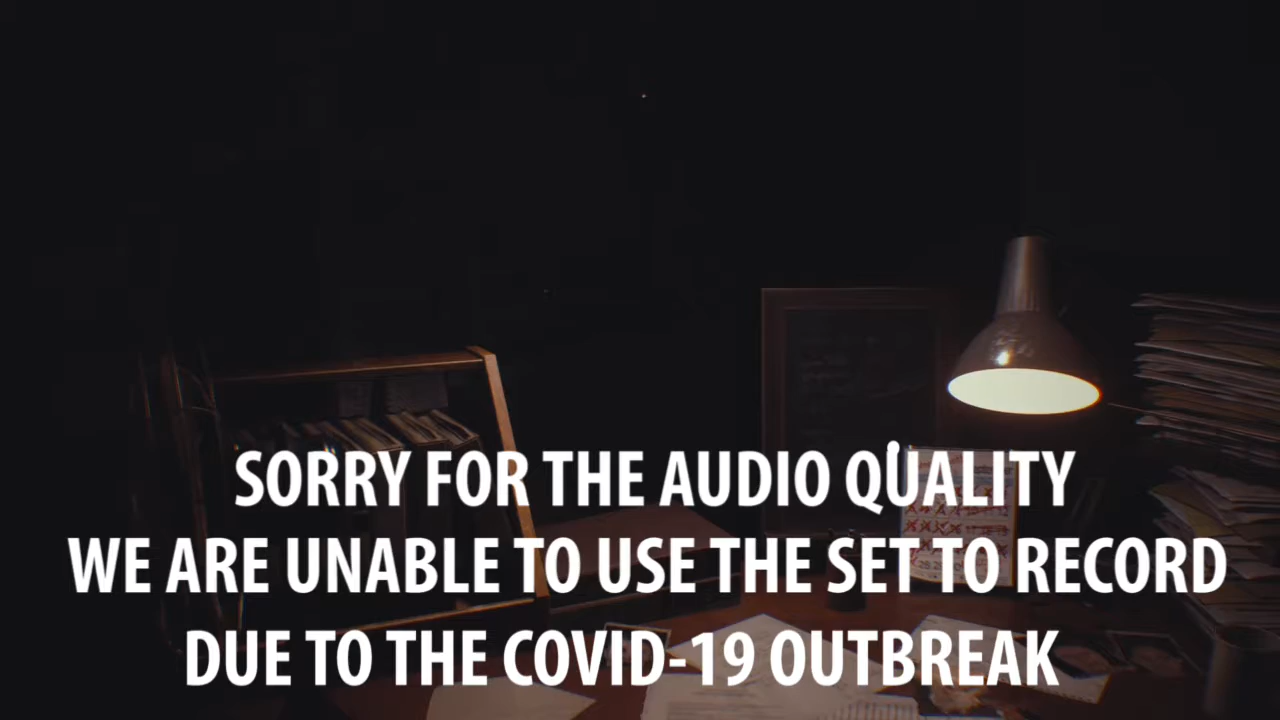 SORRY FOR THE AUDIO QUALITY
WE ARE UNABLE TO USE THE SET TO RECORD
DUE TO THE COVID-19 OUTBREAK